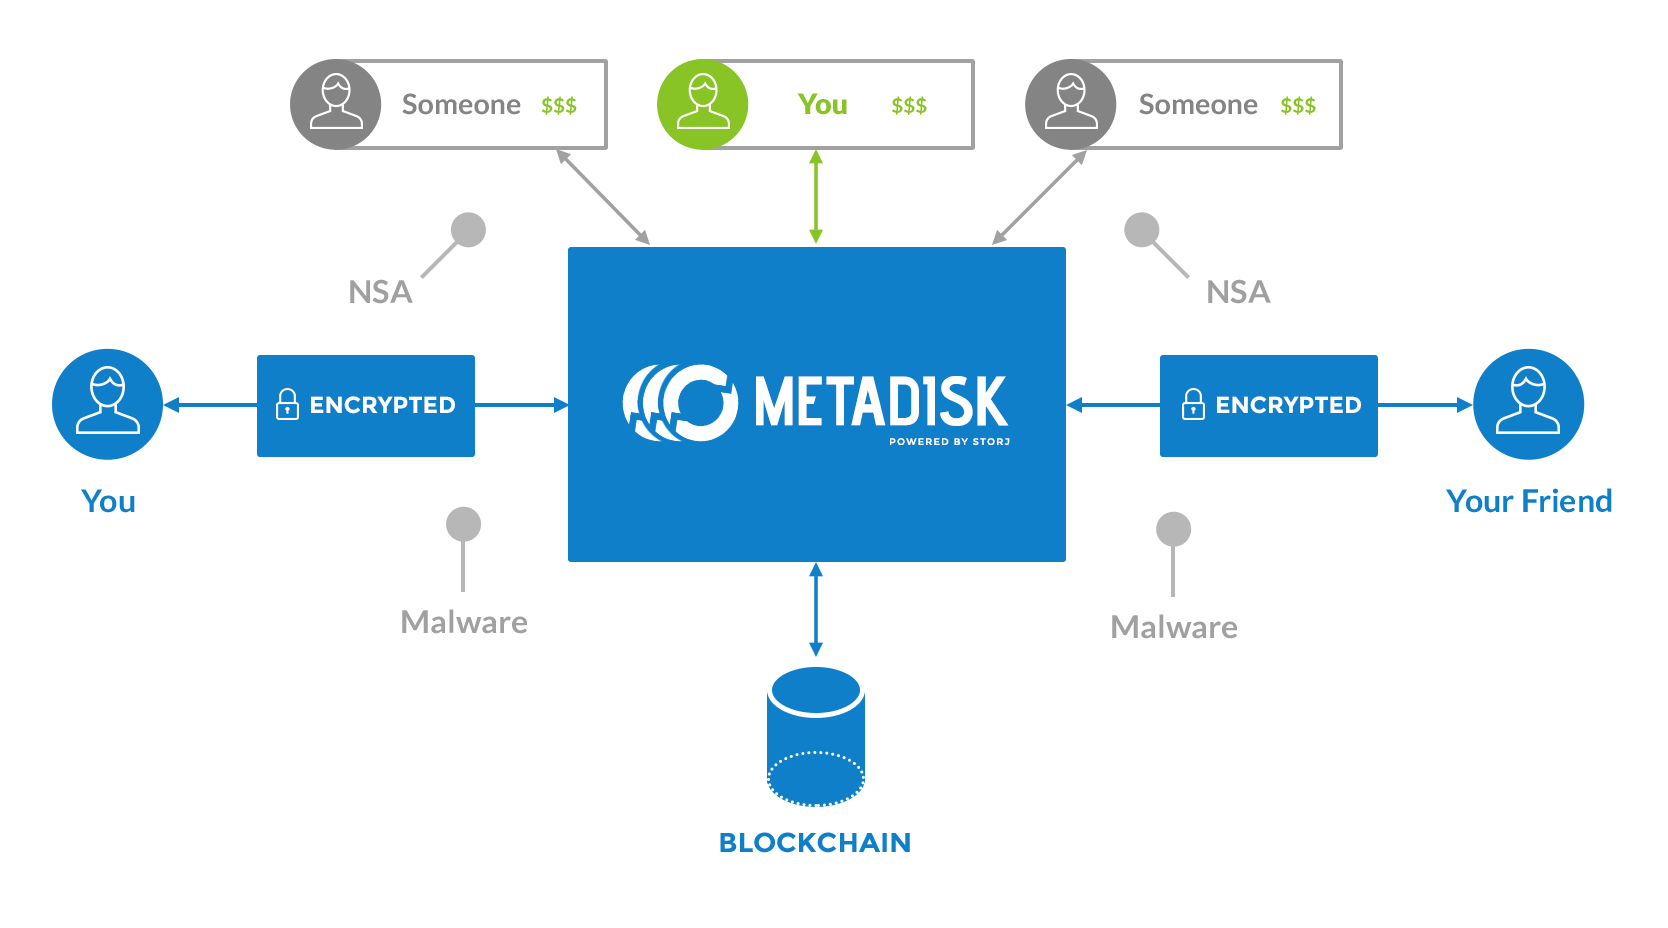 Someone $$$
You $$$
Someone $$$
NSA
NSA
ENCRYPTED
METADISK
POWERED BY STORJ
ENCRYPTED
You
Your Friend
Malware
Malware
BLOCKCHAIN